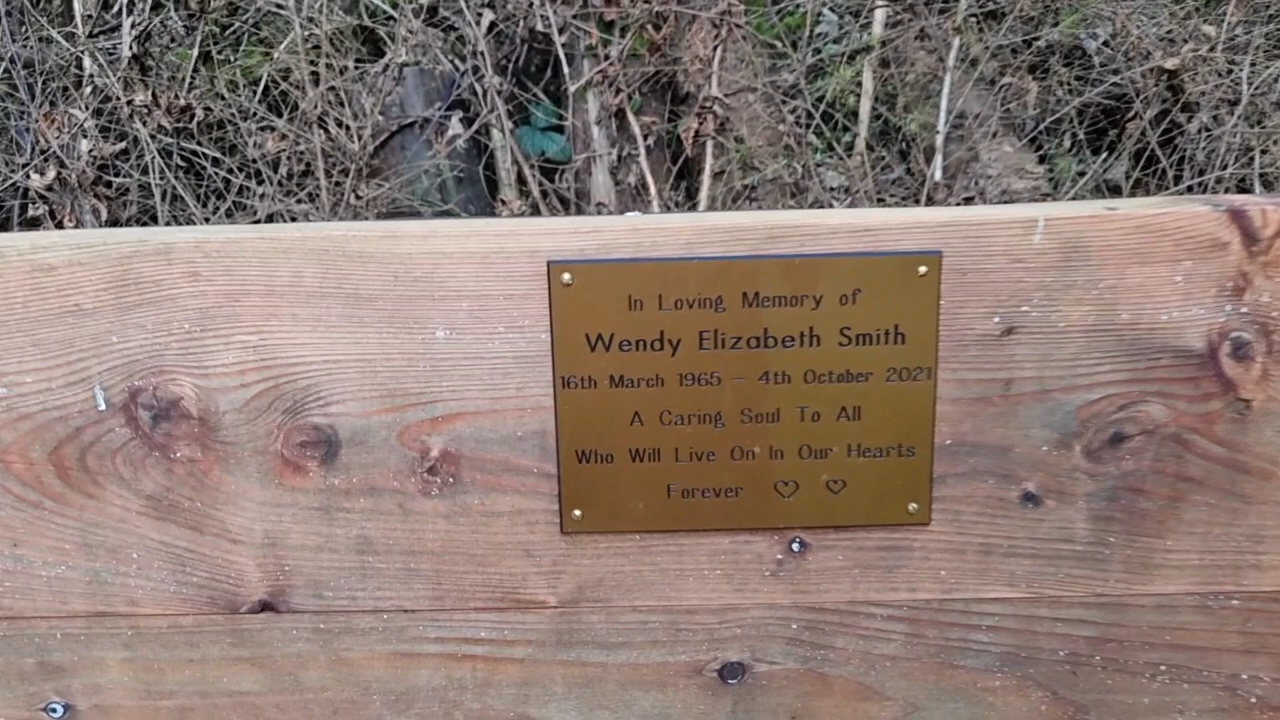 In Loving Memory of
Wendy Elizabeth Smith
16th March 1965 – 4th October 2021
A Caring Soul To All
Who Will Live On In Our Hearts
Forever ♡ ♡